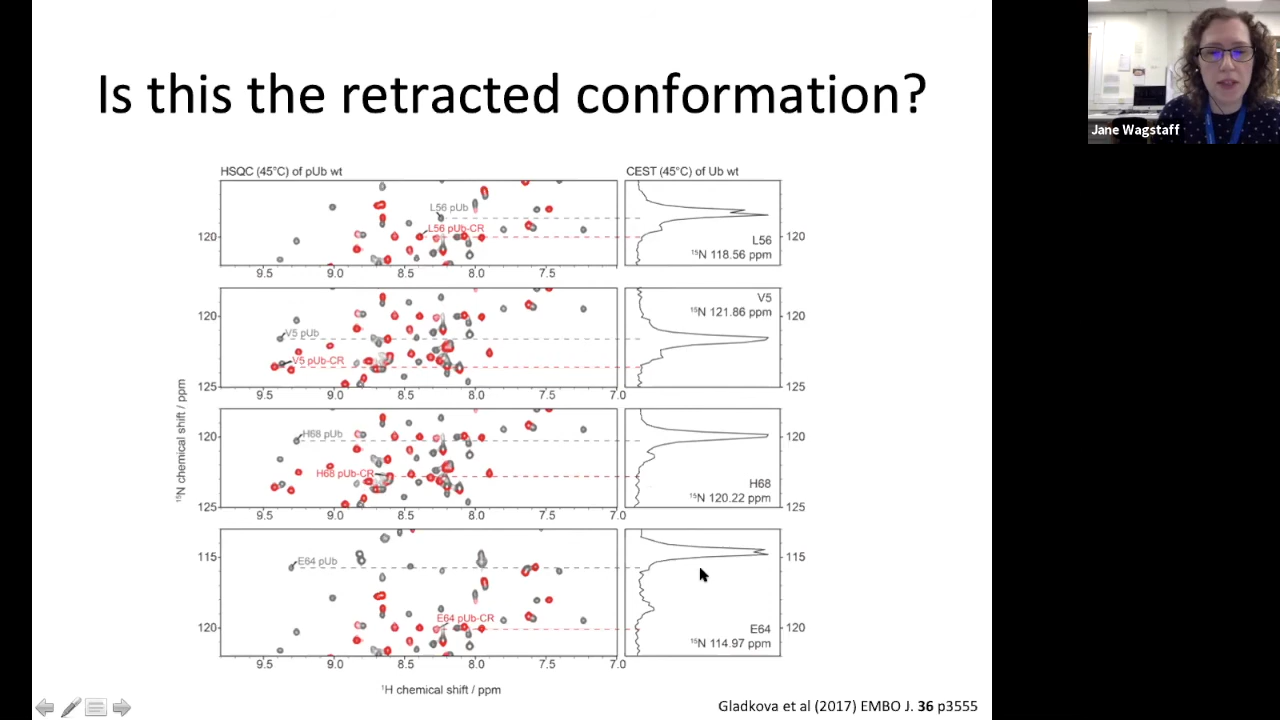 Is this the retracted conformation?
Jane Wagstaff
HSQC (45°C) of pUb wt
CEST (45°C) of Ub wt
L56 pUb
L56 pUb-CR
120
L56
¹⁵N 118.56 ppm
120
9.5 9.0 8.5 8.0 7.5
V5 pUb
V5 pUb-CR
120
125
V5
¹⁵N 121.86 ppm
120
125
9.5 9.0 8.5 8.0 7.5 7.0
H68 pUb
H68 pUb-CR
120
125
H68
¹⁵N 120.22 ppm
120
125
9.5 9.0 8.5 8.0 7.5 7.0
E64 pUb
E64 pUb-CR
115
120
E64
¹⁵N 114.97 ppm
115
120
9.5 9.0 8.5 8.0 7.5 7.0
¹⁵N chemical shift / ppm
¹H chemical shift / ppm
Gladkova et al (2017) EMBO J. 36 p3555